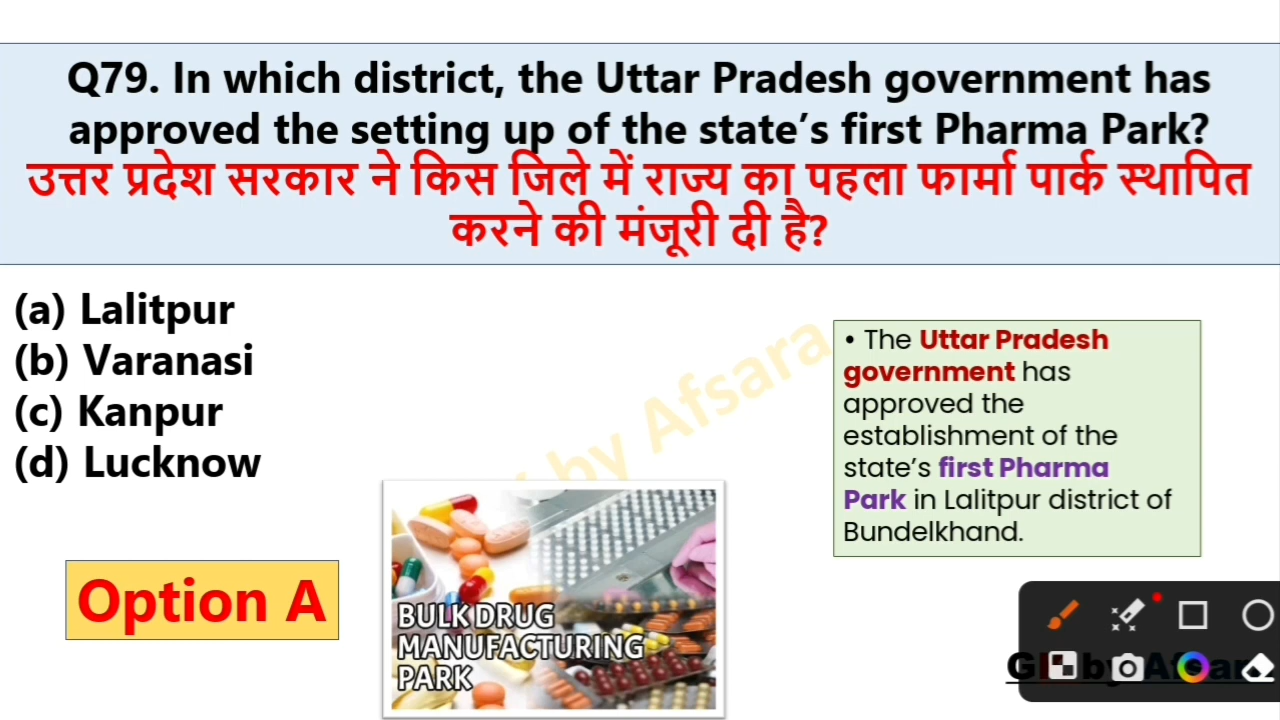 Q79. In which district, the Uttar Pradesh government has
approved the setting up of the state’s first Pharma Park?
उत्तर प्रदेश सरकार ने किस जिले में राज्य का पहला फार्मा पार्क स्थापित
करने की मंजूरी दी है?
(a) Lalitpur
(b) Varanasi
(c) Kanpur
(d) Lucknow
Option A
by Afsara
BULK DRUG
MANUFACTURING
PARK
• The Uttar Pradesh
government has
approved the
establishment of the
state’s first Pharma
Park in Lalitpur district of
Bundelkhand.